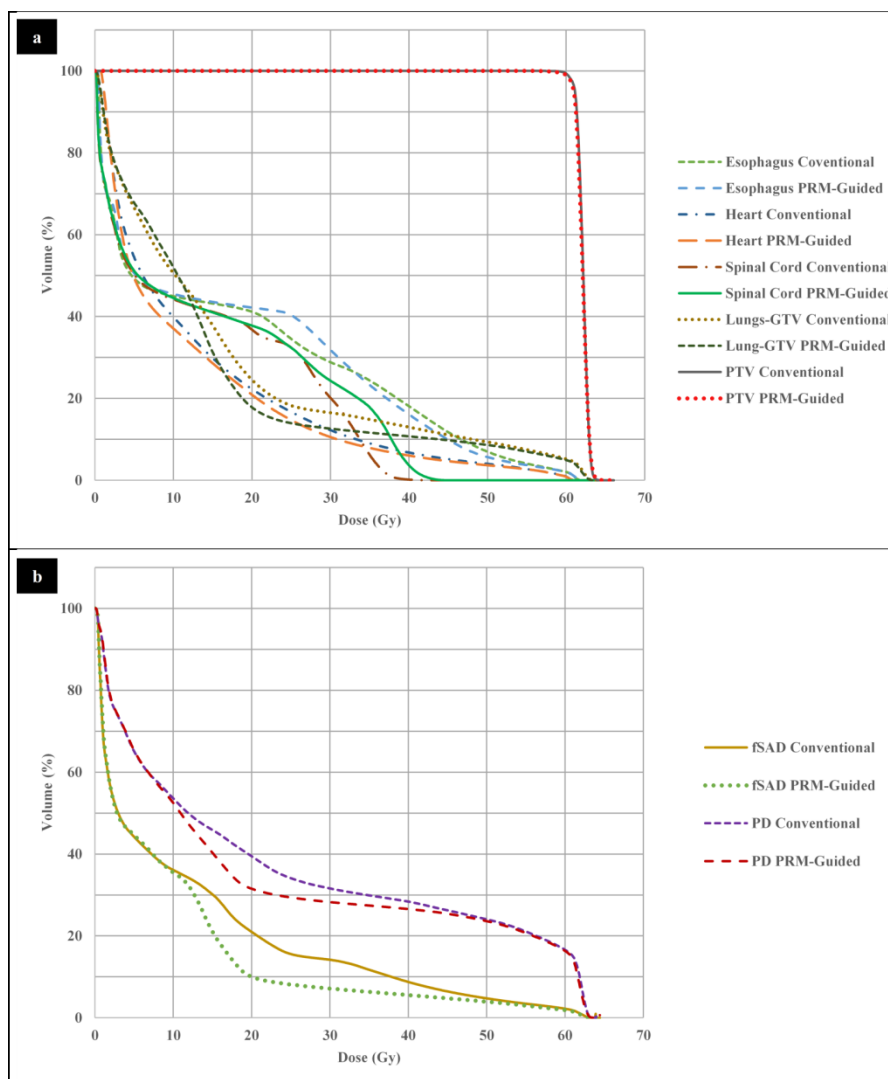 a
100
80
60
40
20
0
Volume (%)
0 10 20 30 40 50 60 70
Dose (Gy)
Esophagus Coventional
Esophagus PRM-Guided
Heart Conventional
Heart PRM-Guided
Spinal Cord Conventional
Spinal Cord PRM-Guided
Lungs-GTV Conventional
Lung-GTV PRM-Guided
PTV Conventional
PTV PRM-Guided
b
100
80
60
40
20
0
Volume (%)
0 10 20 30 40 50 60 70
Dose (Gy)
fSAD Conventional
fSAD PRM-Guided
PD Conventional
PD PRM-Guided